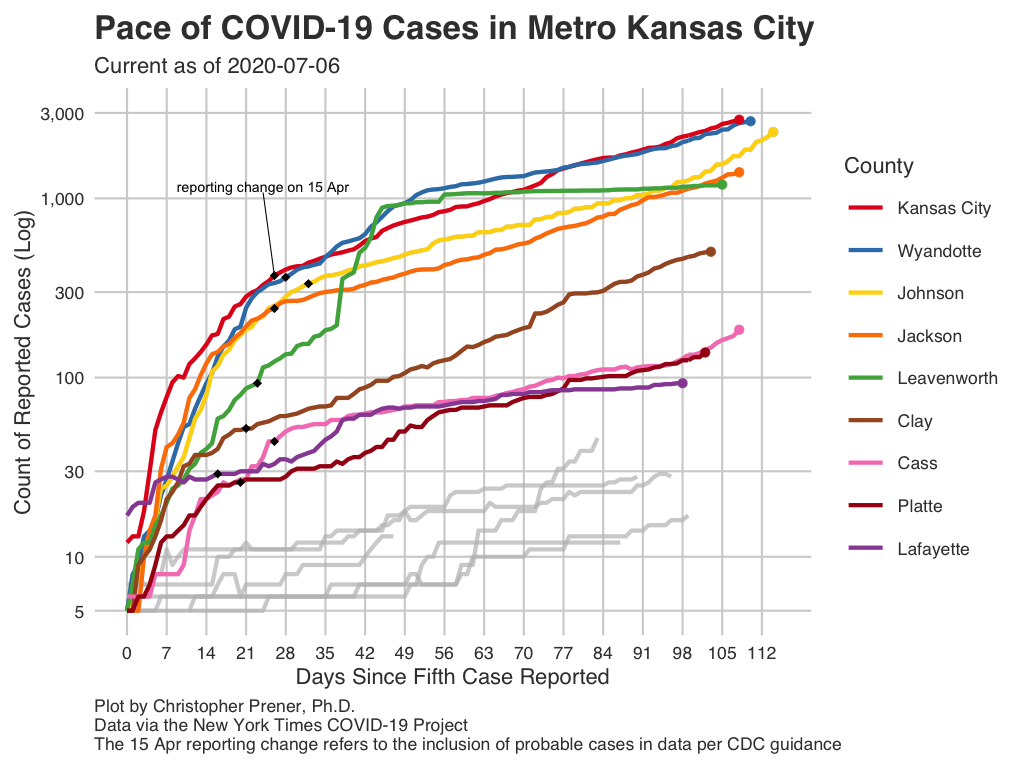 Pace of COVID-19 Cases in Metro Kansas City
Current as of 2020-07-06
Count of Reported Cases (Log)
3,000
1,000
300
100
30
10
5
reporting change on 15 Apr
0 7 14 21 28 35 42 49 56 63 70 77 84 91 98 105 112
Days Since Fifth Case Reported
County
Kansas City
Wyandotte
Johnson
Jackson
Leavenworth
Clay
Cass
Platte
Lafayette
Plot by Christopher Prener, Ph.D.
Data via the New York Times COVID-19 Project
The 15 Apr reporting change refers to the inclusion of probable cases in data per CDC guidance